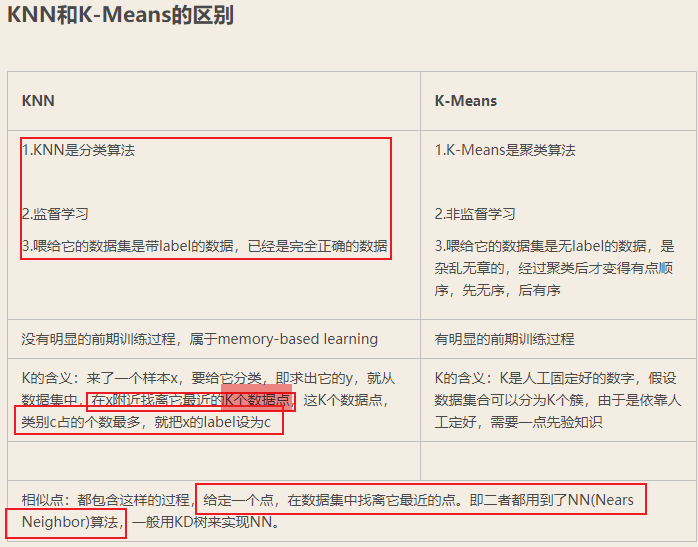 KNN和K-Means的区别
KNN
K-Means
1.KNN是分类算法
2.监督学习
3.喂给它的数据集是带label的数据，已经是完全正确的数据
1.K-Means是聚类算法
2.非监督学习
3.喂给它的数据集是无label的数据，是
杂乱无章的，经过聚类后才变得有点顺
序，先无序，后有序
没有明显的前期训练过程，属于memory-based learning
有明显的前期训练过程
K的含义：来了一个样本x，要给它分类，即求出它的y，就从
数据集中，在x附近找离它最近的K个数据点，这K个数据点，
类别c占的个数最多，就把x的label设为c
K的含义：K是人工固定好的数字，假设
数据集合可以分为K个簇，由于是依靠人
工定好，需要一点先验知识
相似点：都包含这样的过程，给定一个点，在数据集中找离它最近的点。即二者都用到了NN(Nears
Neighbor)算法，一般用KD树来实现NN。